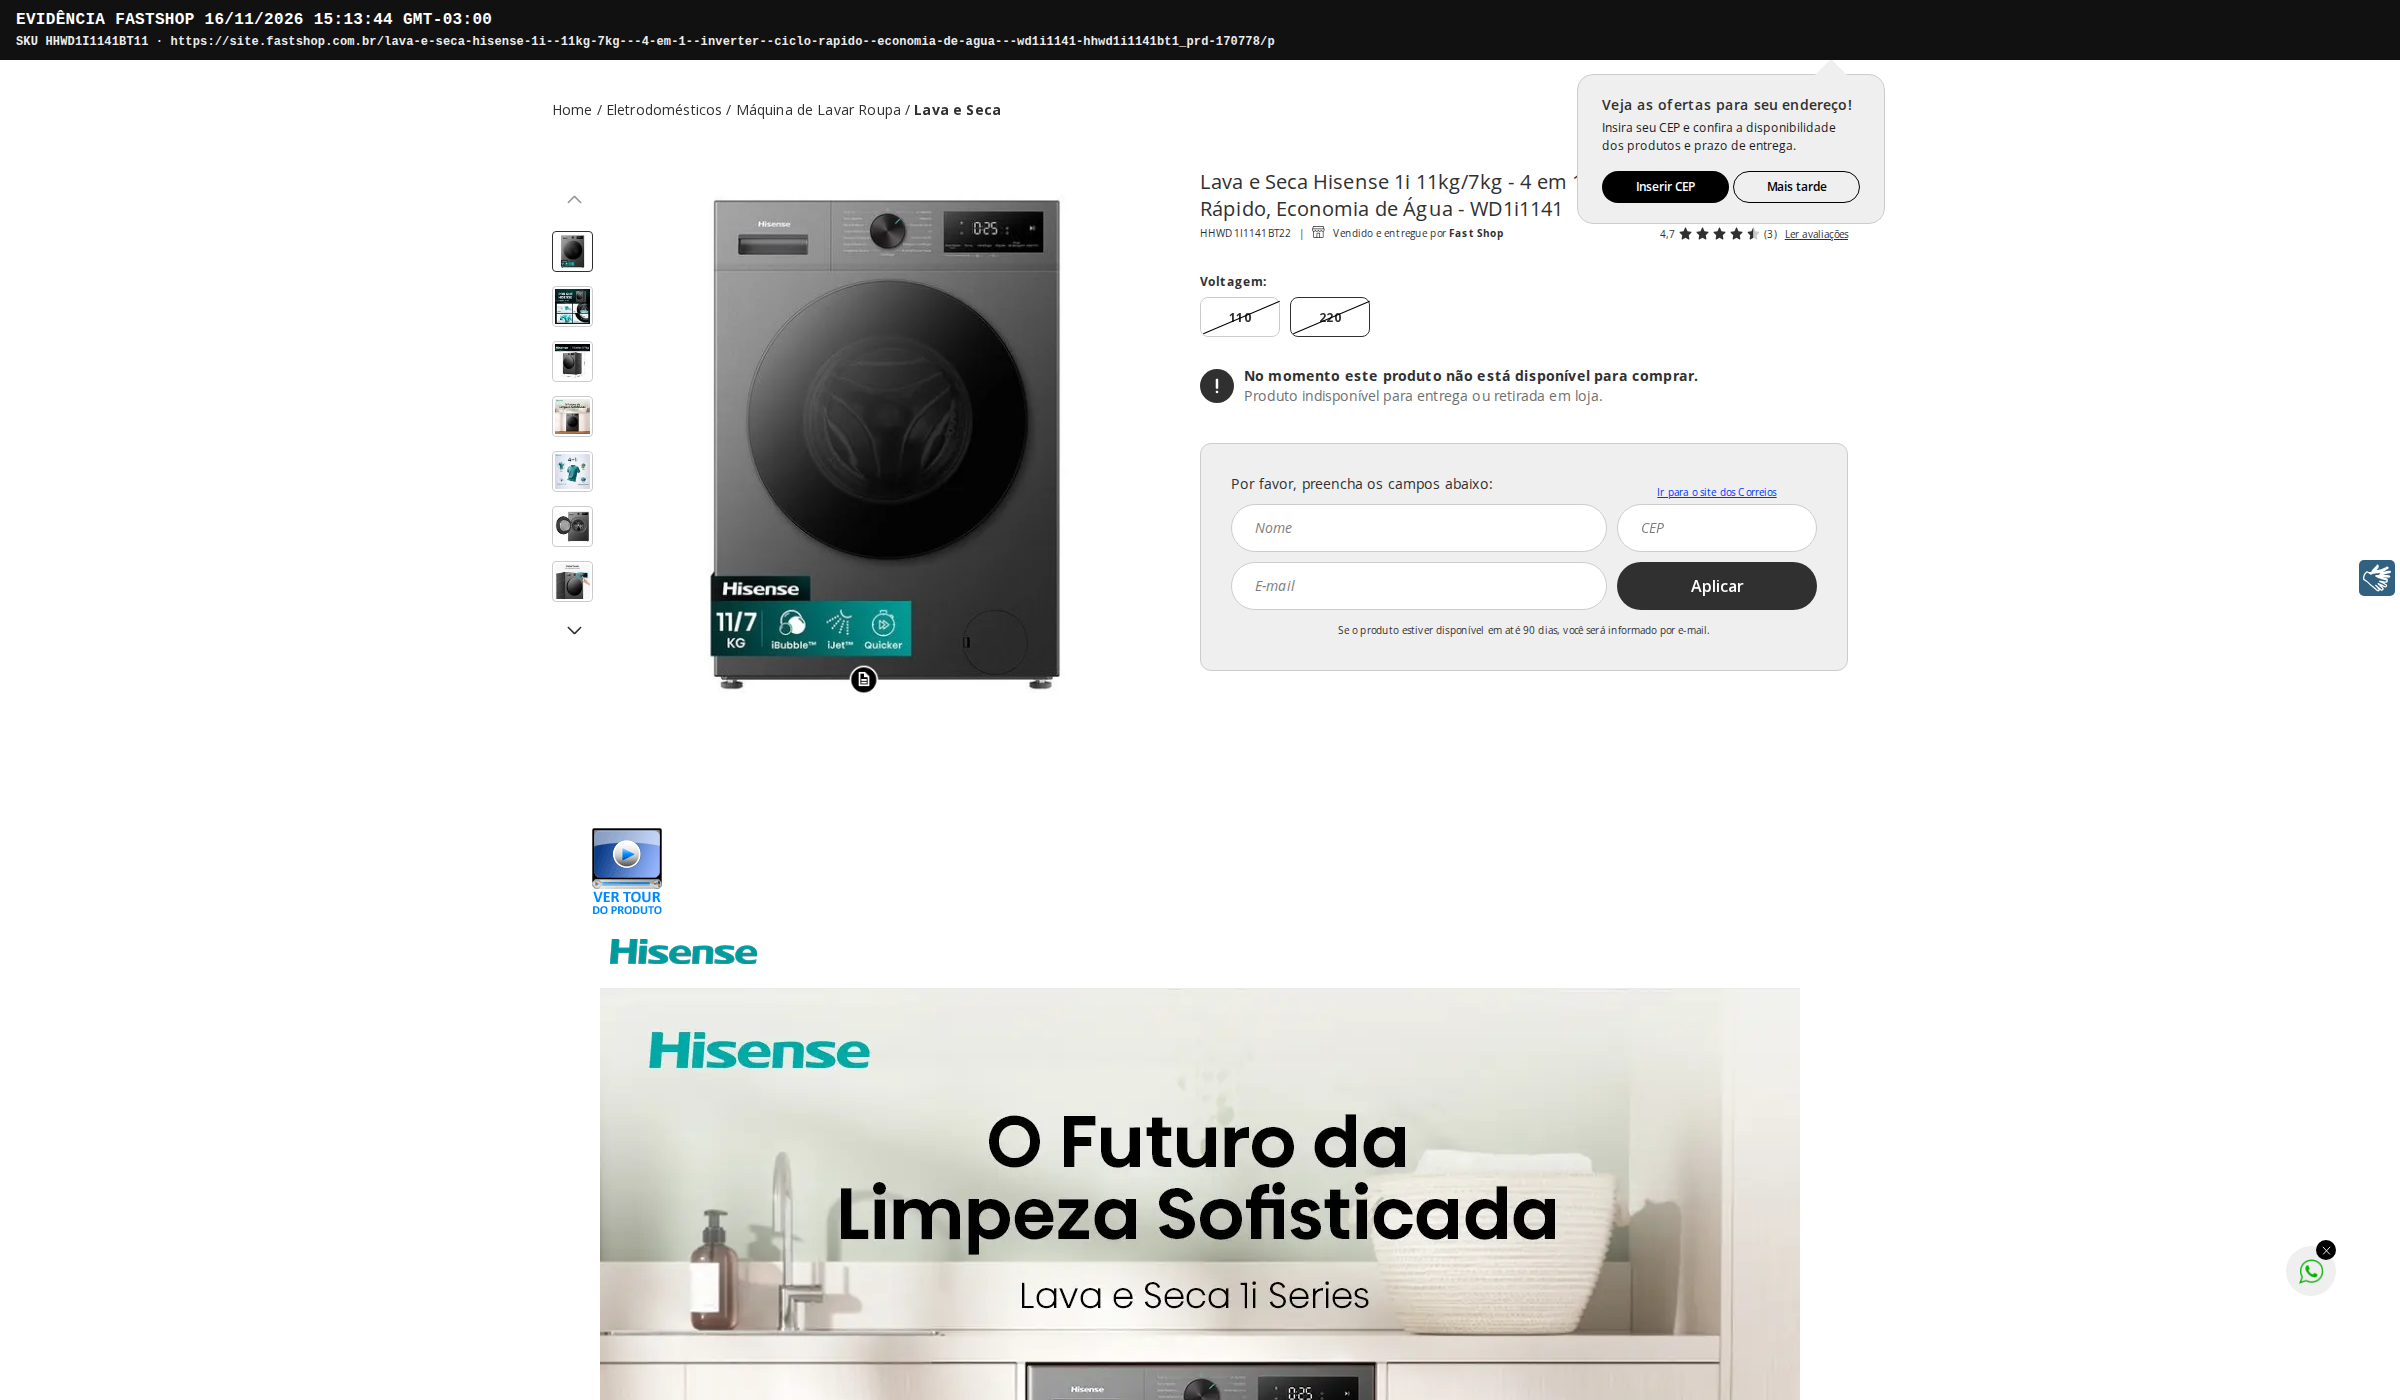 EVIDÊNCIA FASTSHOP 16/11/2026 15:13:44 GMT-03:00
SKU HHWD1I1141BT11 · https://site.fastshop.com.br/lava-e-seca-hisense-1i--11kg-7kg---4-em-1--inverter--ciclo-rapido--economia-de-agua---wd1i1141-hhwd1i1141bt1_prd-170778/p
Home / Eletrodomésticos / Máquina de Lavar Roupa / Lava e Seca
Veja as ofertas para seu endereço!
Insira seu CEP e confira a disponibilidade
dos produtos e prazo de entrega.
Inserir CEP
Mais tarde
Lava e Seca Hisense 1i 11kg/7kg - 4 em
Rápido, Economia de Água - WD1i1141
HHWD1I1141BT22 | Vendido e entregue por Fast Shop
4,7 (3) Ler avaliações
Voltagem:
110
220
No momento este produto não está disponível para comprar.
Produto indisponível para entrega ou retirada em loja.
Por favor, preencha os campos abaixo:
Ir para o site dos Correios
Nome
CEP
E-mail
Aplicar
Se o produto estiver disponível em até 90 dias, você será informado por e-mail.
Hisense
0:25
Hisense
11/7
KG
iBubble™
iJet™
Quicker
VER TOUR
DO PRODUTO
Hisense
Hisense
O Futuro da
Limpeza Sofisticada
Lava e Seca 1i Series
Hisense
0:25